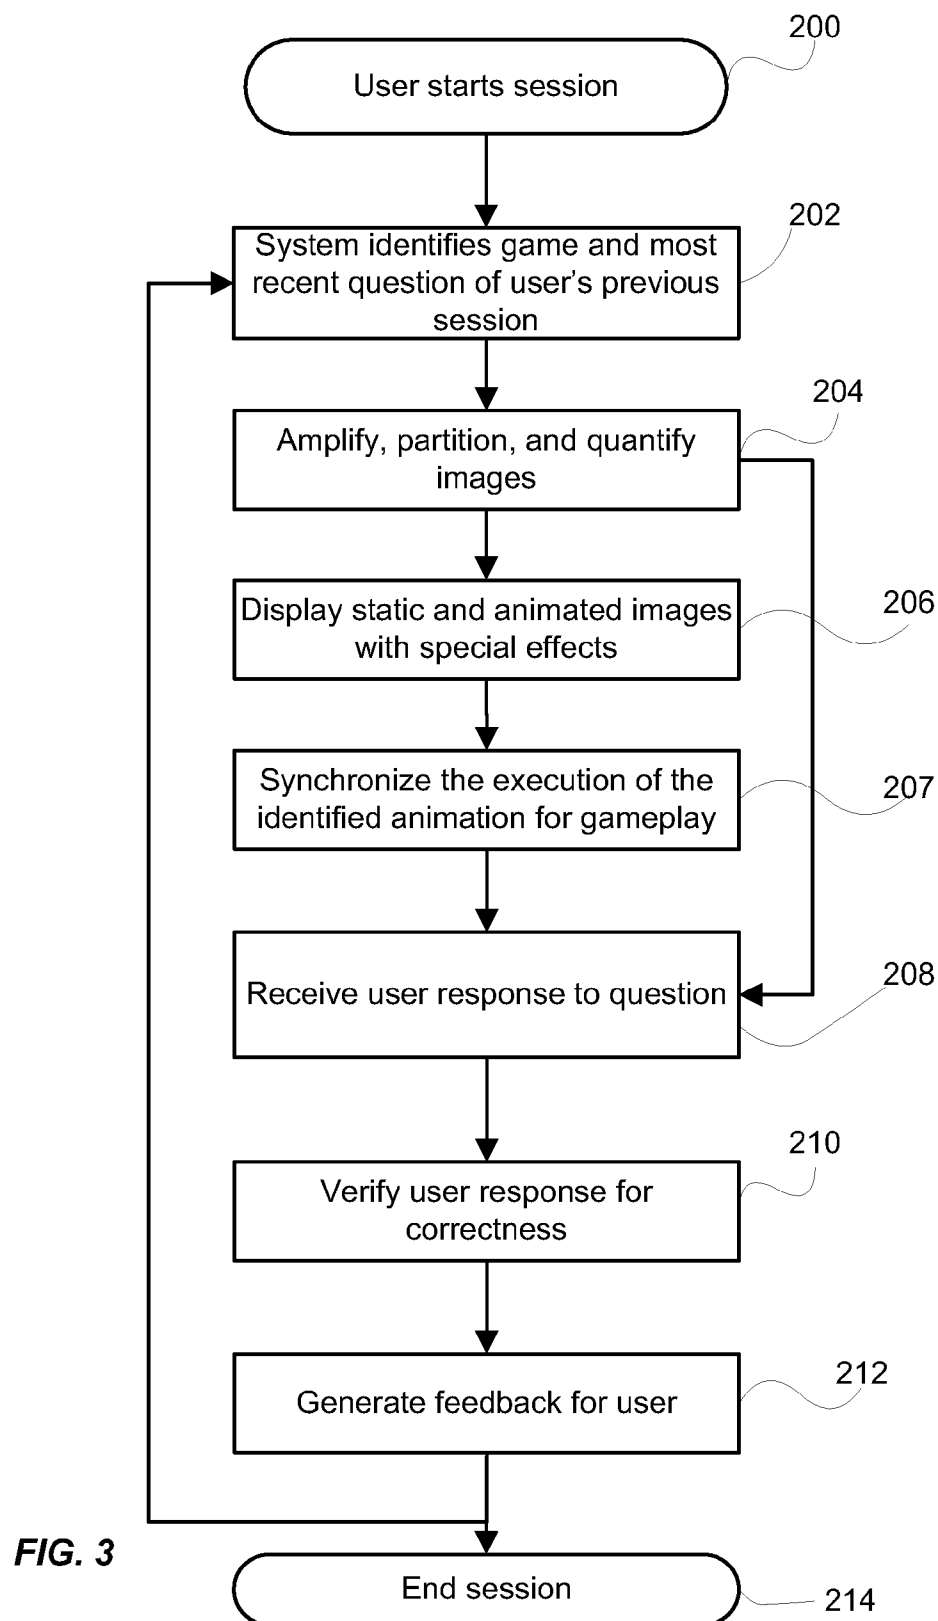 200
User starts session
202
System identifies game and most
recent question of user's previous
session
204
Amplify, partition, and quantify
images
206
Display static and animated images
with special effects
207
Synchronize the execution of the
identified animation for gameplay
208
Receive user response to question
210
Verify user response for
correctness
212
Generate feedback for user
FIG. 3
End session
214